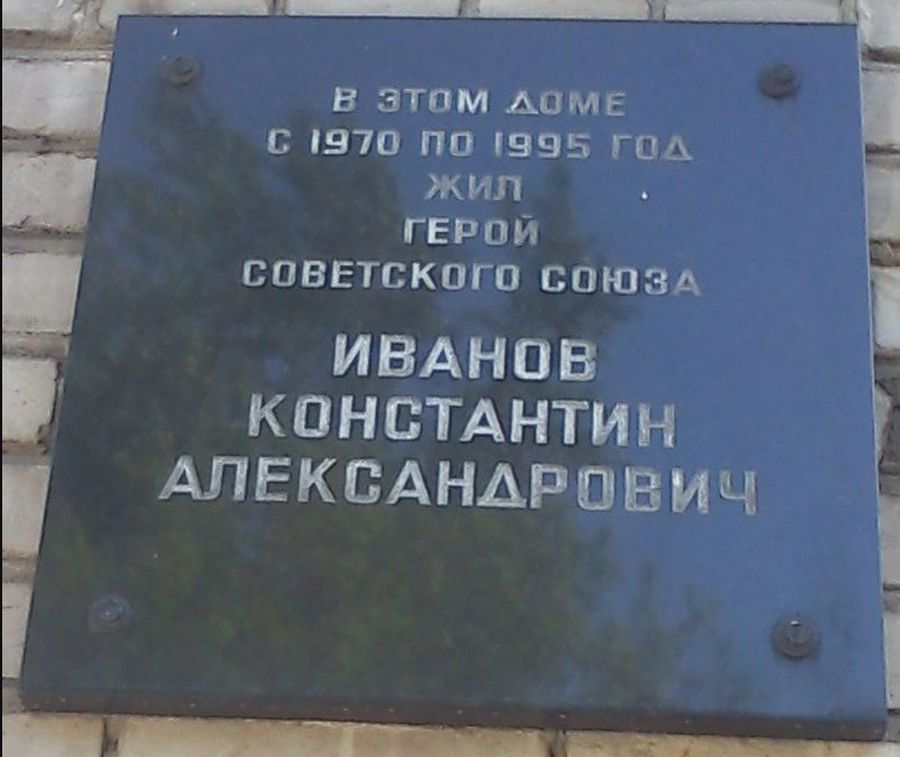 В ЭТОМ ДОМЕ
С 1970 ПО 1995 ГОД
ЖИЛ
ГЕРОЙ
СОВЕТСКОГО СОЮЗА
ИВАНОВ
КОНСТАНТИН
АЛЕКСАНДРОВИЧ